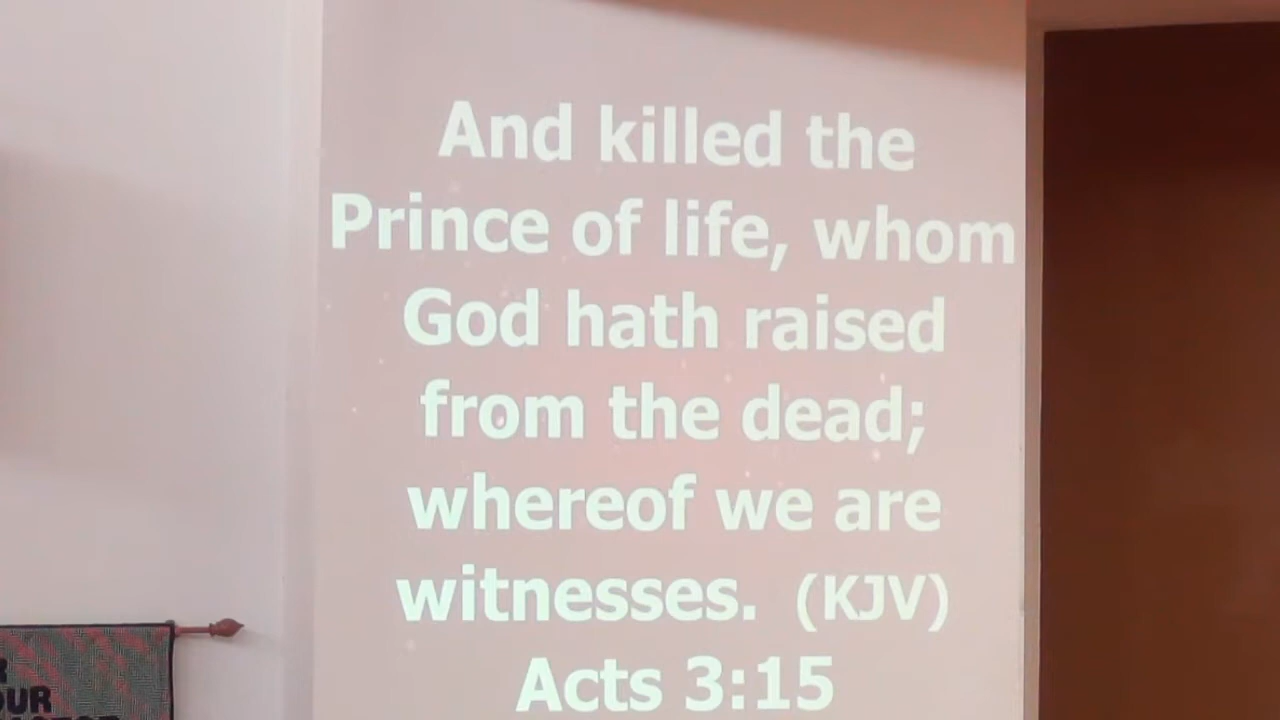 And killed the
Prince of life, whom
God hath raised
from the dead;
whereof we are
witnesses. (KJV)
Acts 3:15